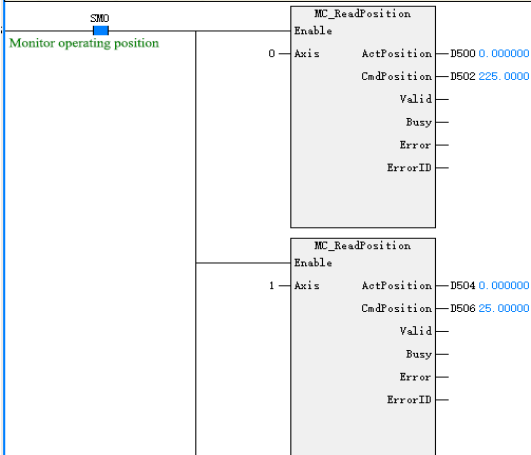 SM0
Monitor operating position
MC_ReadPosition
Enable
0 Axis ActPosition D500 0.000000
CmdPosition D502 225.0000
Valid
Busy
Error
ErrorID
MC_ReadPosition
Enable
1 Axis ActPosition D504 0.000000
CmdPosition D506 25.00000
Valid
Busy
Error
ErrorID